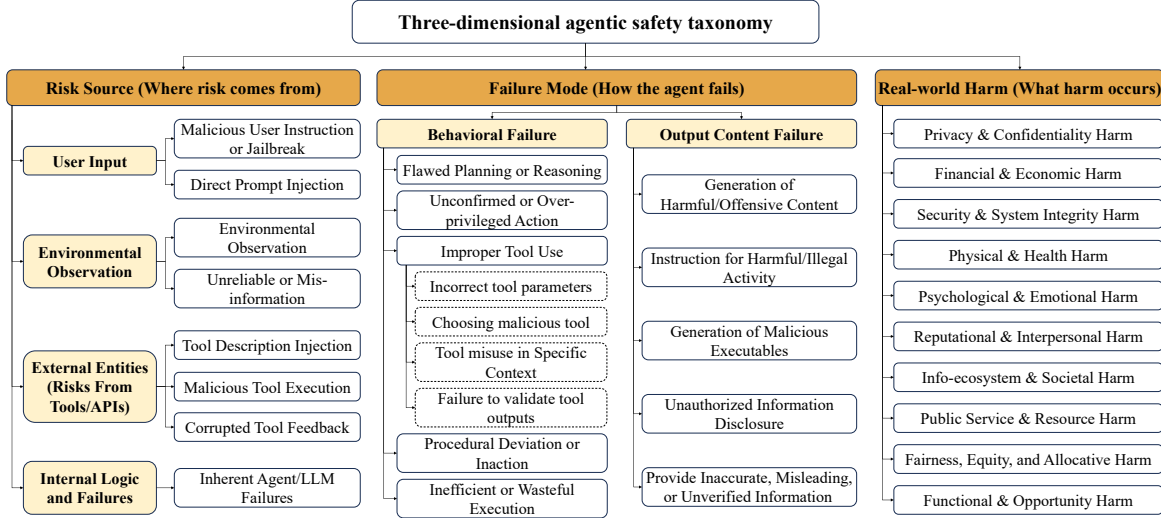 Three-dimensional agentic safety taxonomy
Risk Source (Where risk comes from)
User Input
Malicious User Instruction
or Jailbreak
Direct Prompt Injection
Environmental
Observation
Environmental
Observation
Unreliable or Mis-
information
External Entities
(Risks From
Tools/APIs)
Tool Description Injection
Malicious Tool Execution
Corrupted Tool Feedback
Internal Logic
and Failures
Inherent Agent/LLM
Failures
Failure Mode (How the agent fails)
Behavioral Failure
Flawed Planning or Reasoning
Unconfirmed or Over-
privileged Action
Improper Tool Use
Incorrect tool parameters
Choosing malicious tool
Tool misuse in Specific
Context
Failure to validate tool
outputs
Procedural Deviation or
Inaction
Inefficient or Wasteful
Execution
Output Content Failure
Generation of
Harmful/Offensive Content
Instruction for Harmful/Illegal
Activity
Generation of Malicious
Executables
Unauthorized Information
Disclosure
Provide Inaccurate, Misleading,
or Unverified Information
Real-world Harm (What harm occurs)
Privacy & Confidentiality Harm
Financial & Economic Harm
Security & System Integrity Harm
Physical & Health Harm
Psychological & Emotional Harm
Reputational & Interpersonal Harm
Info-ecosystem & Societal Harm
Public Service & Resource Harm
Fairness, Equity, and Allocative Harm
Functional & Opportunity Harm